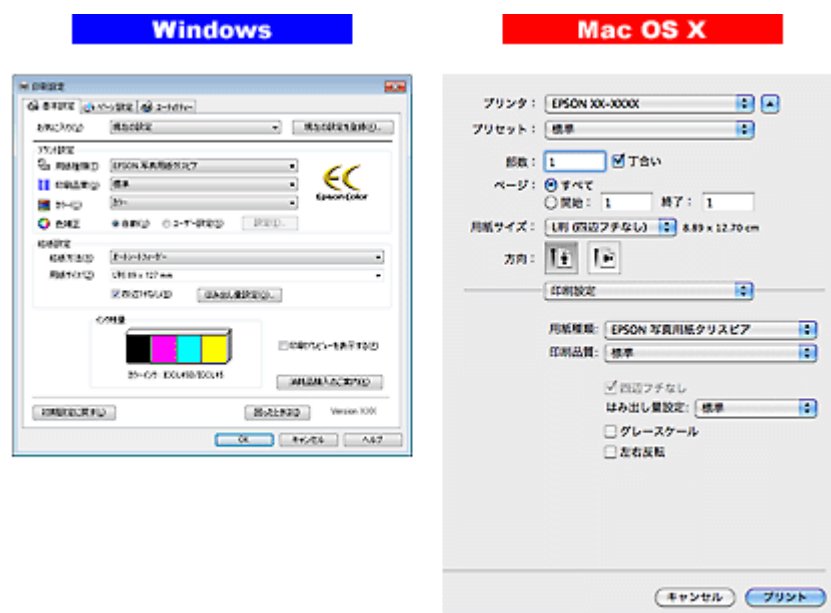 Windows
Mac OS X
印刷設定
基本設定
ページ設定
ユーティリティー
お気に入り(J)
現在の設定
現在の設定を登録(I)...
用紙種類(T)
EPSON 写真用紙クリスピア
印刷品質(Q)
標準
カラー(C)
カラー
色補正
自動(K)
ユーザー設定(S)
設定(U)...
EC
Epson Color
給紙設定
給紙方法(S)
オートシートフィーダー
用紙サイズ(Z)
L判 89 x 127 mm
四辺フチなし(B)
はみ出し量設定(Q)...
インク残量
印刷プレビューを表示する(V)
初期設定に戻す(L)
困ったときは
Version X.XX
OK
キャンセル
ヘルプ
プリンタ：
EPSON XX-XXXX
プリセット：
標準
部数：
1
丁合い
ページ：
すべて
開始：
1
終了：
1
用紙サイズ：
L判 (四辺フチなし)
8.89 x 12.70 cm
方向：
印刷設定
用紙種類:
EPSON 写真用紙クリスピア
印刷品質:
標準
四辺フチなし
はみ出し量設定:
標準
グレースケール
左右反転
キャンセル
プリント